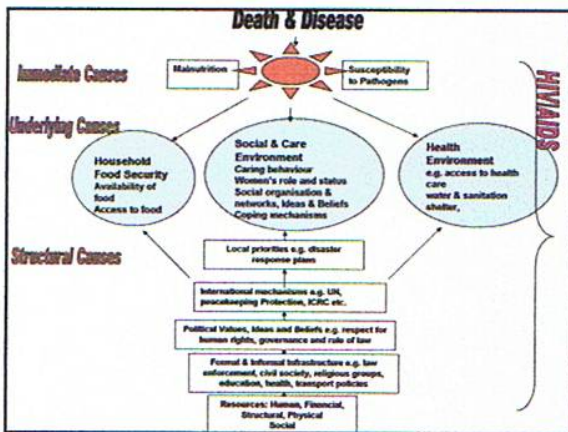 Death & Disease
Immediate Causes
Malnutrition
Susceptibility
to Pathogens
HIV/AIDS
Underlying Causes
Household
Food Security
Availability of
food
Access to food
Social & Care
Environment
Caring behaviour
Women's role and status
Social organisation &
networks, Ideas & Beliefs
Coping mechanisms
Health
Environment
e.g. access to health
care
water & sanitation
shelter,
Structural Causes
Local priorities e.g. disaster
response plans
International mechanisms e.g. UN,
peacekeeping Protection, ICRC etc.
Political Values, Ideas and Beliefs e.g. respect for
human rights, governance and role of law
Formal & Informal Infrastructure e.g. law
enforcement, civil society, religious groups,
education, health, transport policies
Resources: Human, Financial,
Structural, Physical
Social